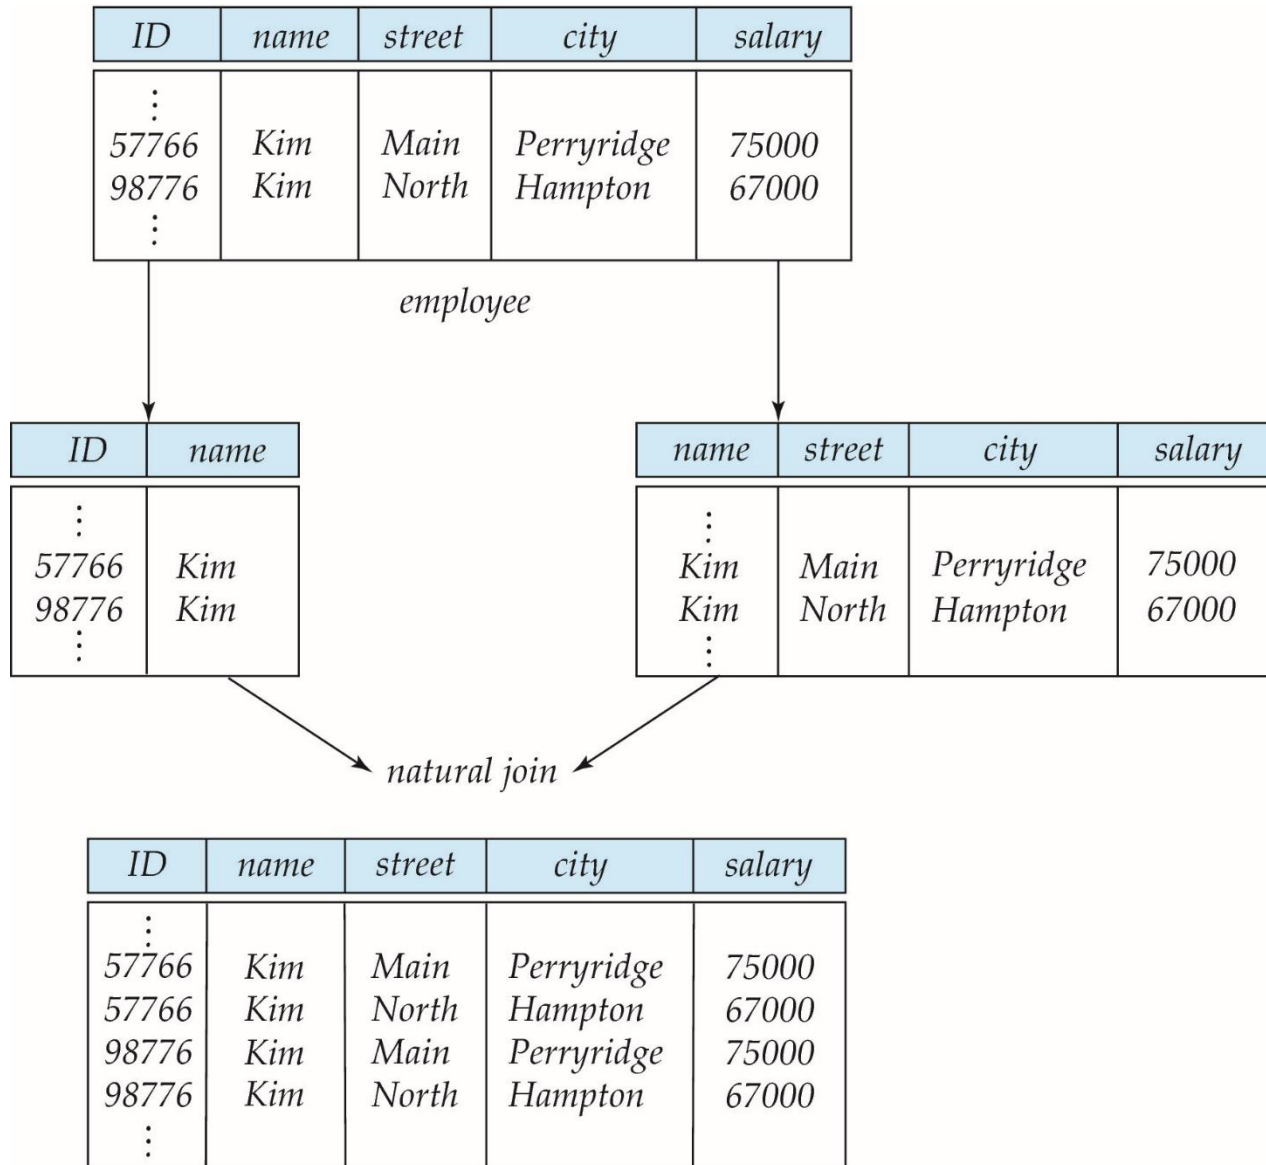 ID name street city salary
⋮
57766 Kim Main Perryridge 75000
98776 Kim North Hampton 67000
⋮
employee
ID name
⋮
57766 Kim
98776 Kim
⋮
name street city salary
⋮
Kim Main Perryridge 75000
Kim North Hampton 67000
⋮
natural join
ID name street city salary
⋮
57766 Kim Main Perryridge 75000
57766 Kim North Hampton 67000
98776 Kim Main Perryridge 75000
98776 Kim North Hampton 67000
⋮